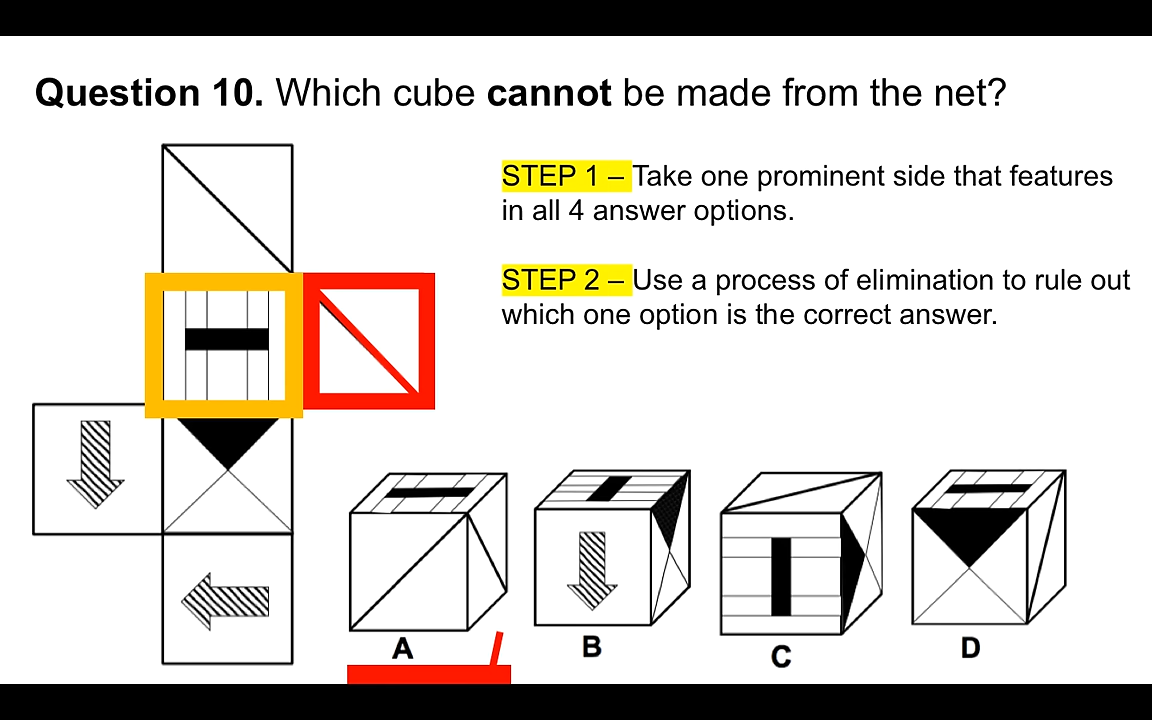 Question 10. Which cube cannot be made from the net?
STEP 1 – Take one prominent side that features
in all 4 answer options.
STEP 2 – Use a process of elimination to rule out
which one option is the correct answer.
A
B
C
D